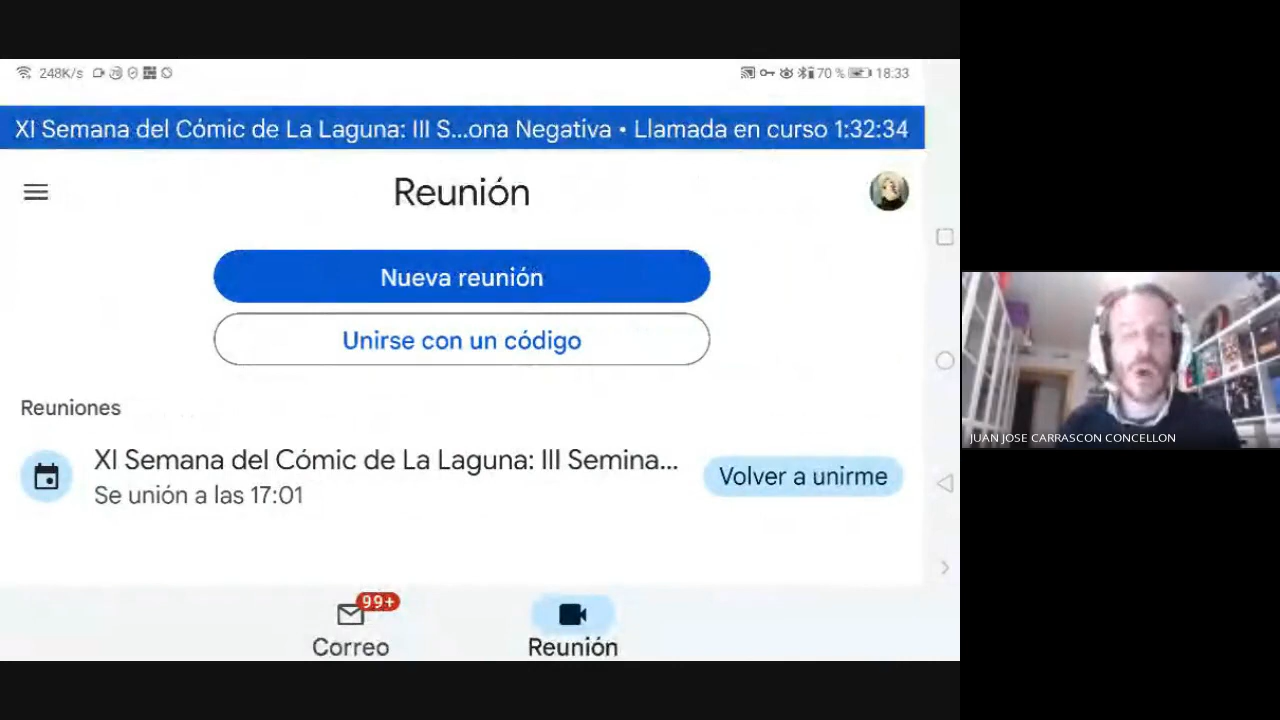 248K/s
70 % 18:33
XI Semana del Cómic de La Laguna: III S...ona Negativa • Llamada en curso 1:32:34
Reunión
Nueva reunión
Unirse con un código
Reuniones
XI Semana del Cómic de La Laguna: III Semina...
Se unión a las 17:01
Volver a unirme
99+
Correo
Reunión
JUAN JOSE CARRASCON CONCELLON